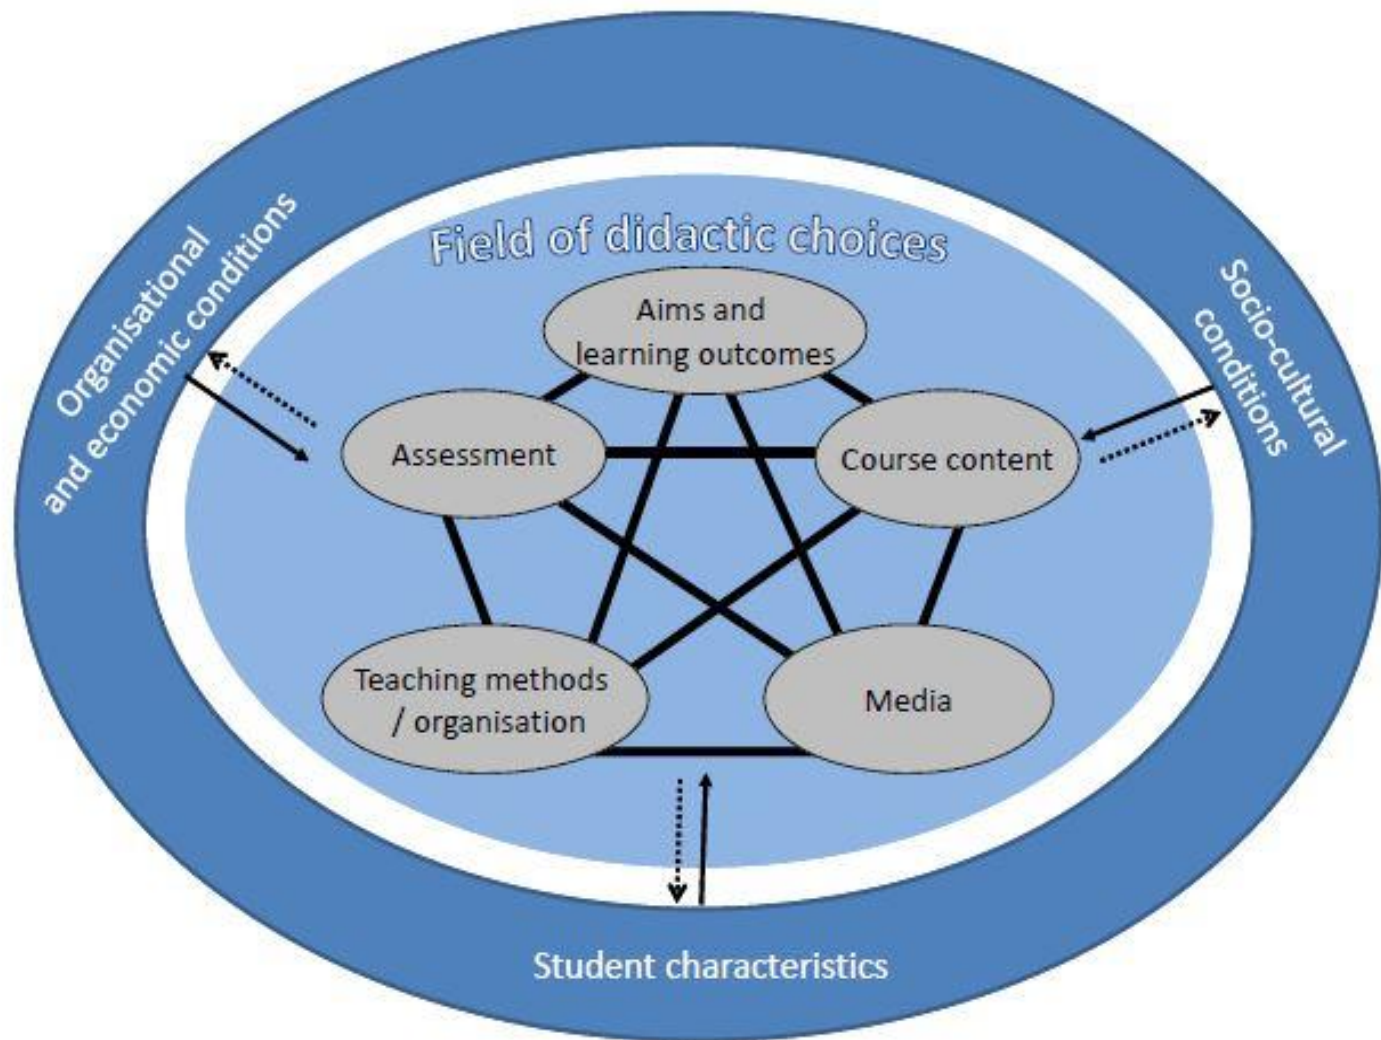 Field of didactic choices
Organisational
and economic conditions
Socio-cultural
conditions
Aims and
learning outcomes
Assessment
Course content
Teaching methods
/ organisation
Media
Student characteristics